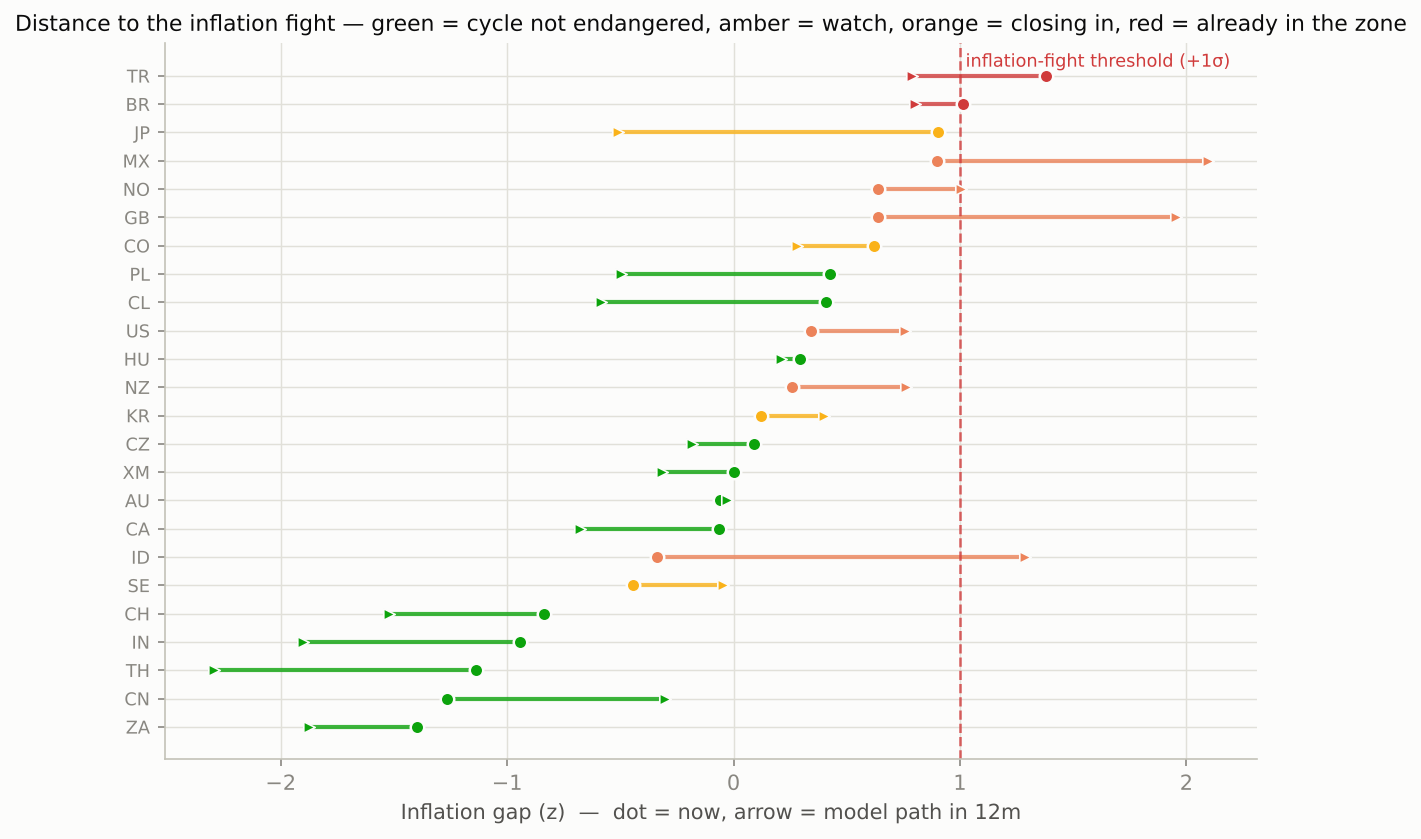 Distance to the inflation fight — green = cycle not endangered, amber = watch, orange = closing in, red = already in the zone
inflation-fight threshold (+1σ)
TR
BR
JP
MX
NO
GB
CO
PL
CL
US
HU
NZ
KR
CZ
XM
AU
CA
ID
SE
CH
IN
TH
CN
ZA
−2 −1 0 1 2
Inflation gap (z) — dot = now, arrow = model path in 12m